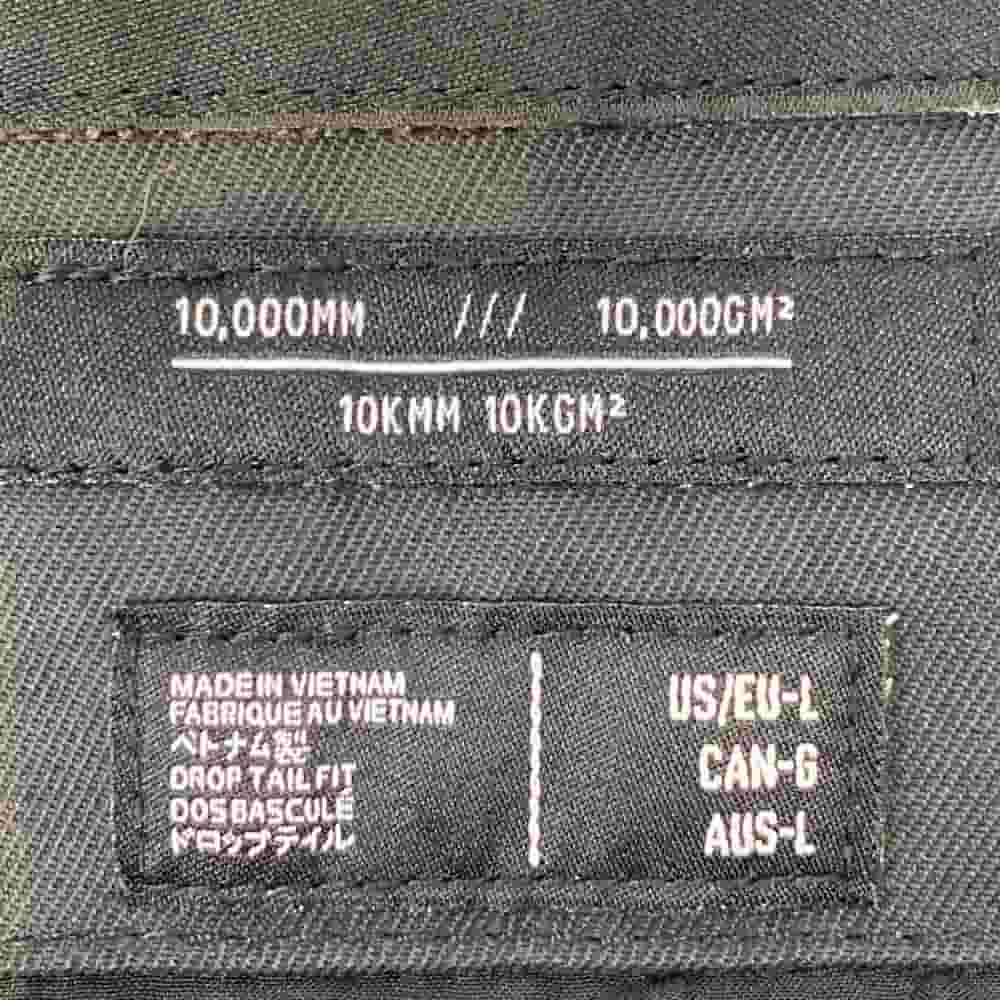 10,000MM /// 10,000GM²
10KMM 10KGM²
MADE IN VIETNAM
FABRIQUE AU VIETNAM
ベトナム製
DROP TAIL FIT
DOS BASCULÉ
ドロップテイル
US/EU-L
CAN-G
AUS-L